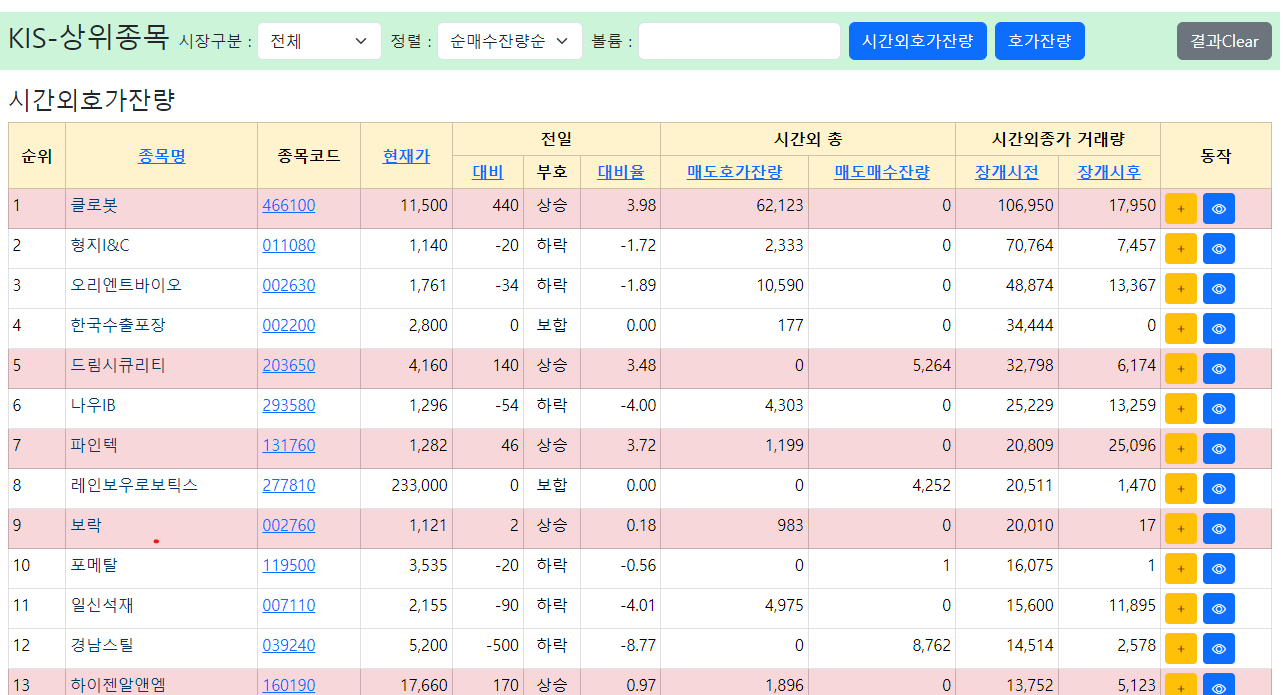 KIS-상위종목 시장구분 : 전체 정렬 : 순매수잔량순 볼륨 : 시간외호가잔량 호가잔량 결과Clear
시간외호가잔량
순위 종목명 종목코드 현재가 전일 시간외 총 시간외종가 거래량 동작
대비 부호 대비율 매도호가잔량 매도매수잔량 장개시전 장개시후
1 클로봇 466100 11,500 440 상승 3.98 62,123 0 106,950 17,950 +
2 형지I&C 011080 1,140 -20 하락 -1.72 2,333 0 70,764 7,457 +
3 오리엔트바이오 002630 1,761 -34 하락 -1.89 10,590 0 48,874 13,367 +
4 한국수출포장 002200 2,800 0 보합 0.00 177 0 34,444 0 +
5 드림시큐리티 203650 4,160 140 상승 3.48 0 5,264 32,798 6,174 +
6 나우IB 293580 1,296 -54 하락 -4.00 4,303 0 25,229 13,259 +
7 파인텍 131760 1,282 46 상승 3.72 1,199 0 20,809 25,096 +
8 레인보우로보틱스 277810 233,000 0 보합 0.00 0 4,252 20,511 1,470 +
9 보락 002760 1,121 2 상승 0.18 983 0 20,010 17 +
10 포메탈 119500 3,535 -20 하락 -0.56 0 1 16,075 1 +
11 일신석재 007110 2,155 -90 하락 -4.01 4,975 0 15,600 11,895 +
12 경남스틸 039240 5,200 -500 하락 -8.77 0 8,762 14,514 2,578 +
13 하이젠알앤엠 160190 17,660 170 상승 0.97 1,896 0 13,752 5,123 +